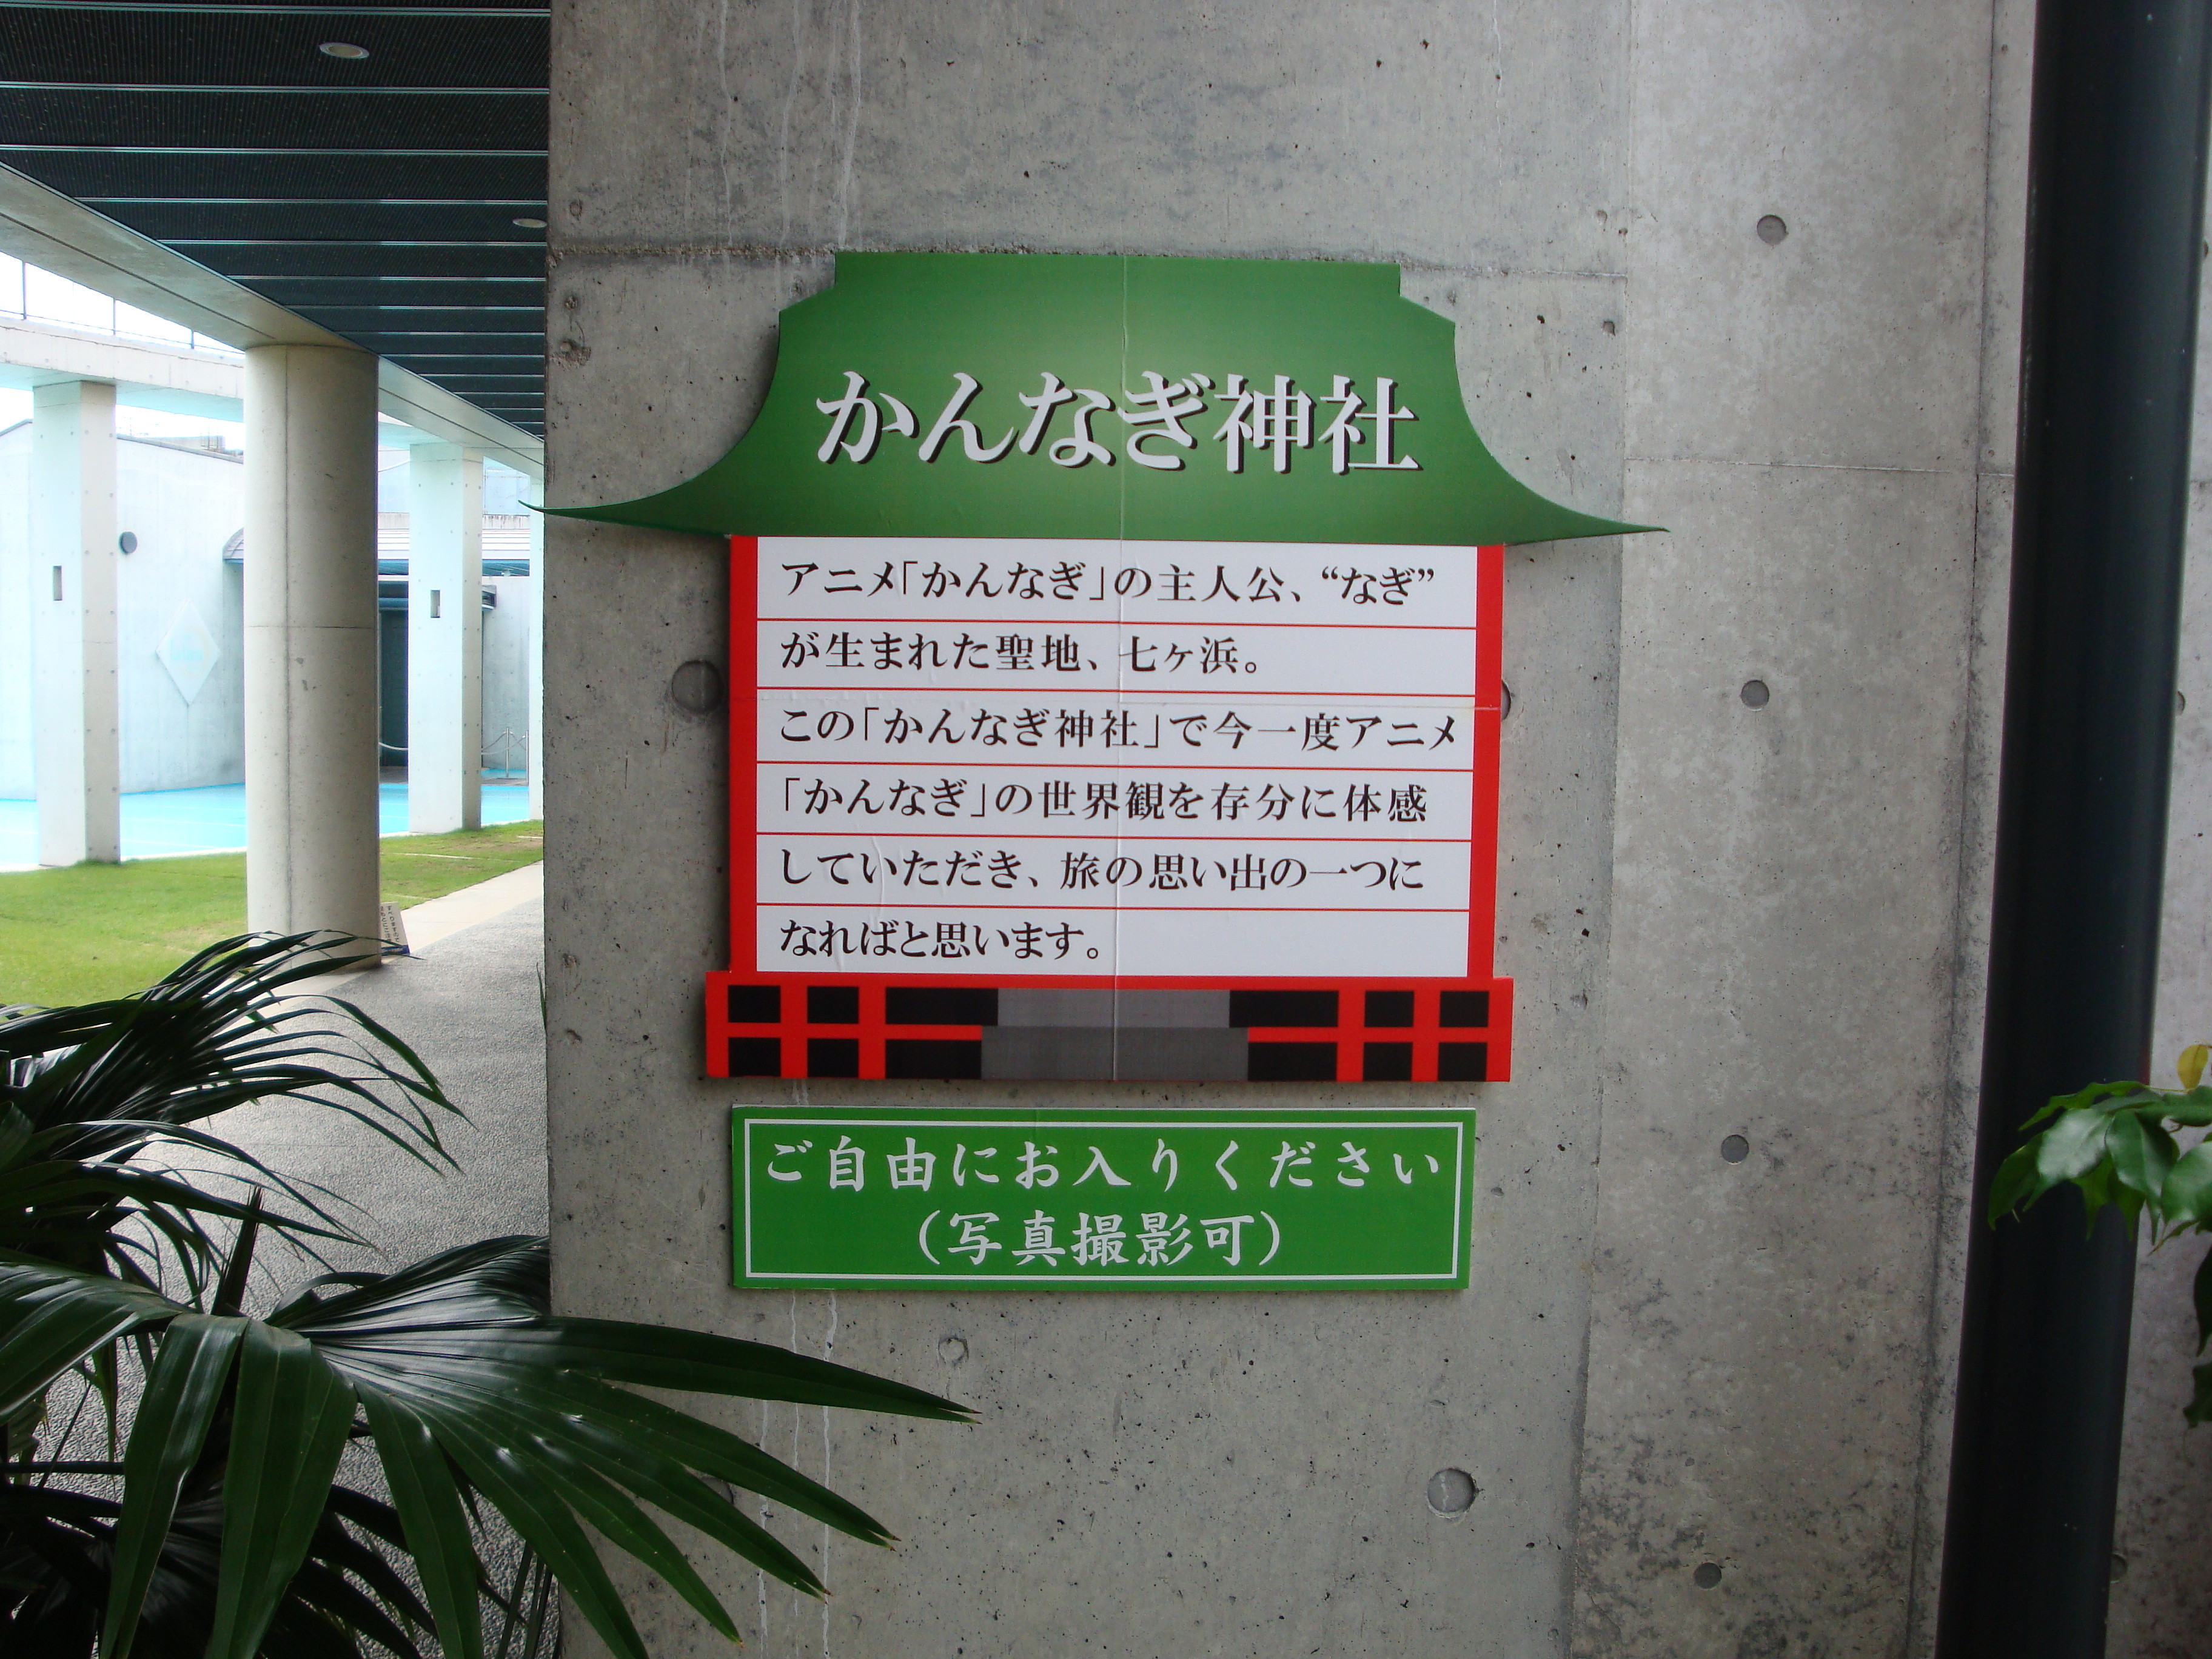 かんなぎ神社
アニメ「かんなぎ」の主人公、“なぎ”
が生まれた聖地、七ヶ浜。
この「かんなぎ神社」で今一度アニメ
「かんなぎ」の世界観を存分に体感
していただき、旅の思い出の一つに
なればと思います。
ご自由にお入りください
（写真撮影可）